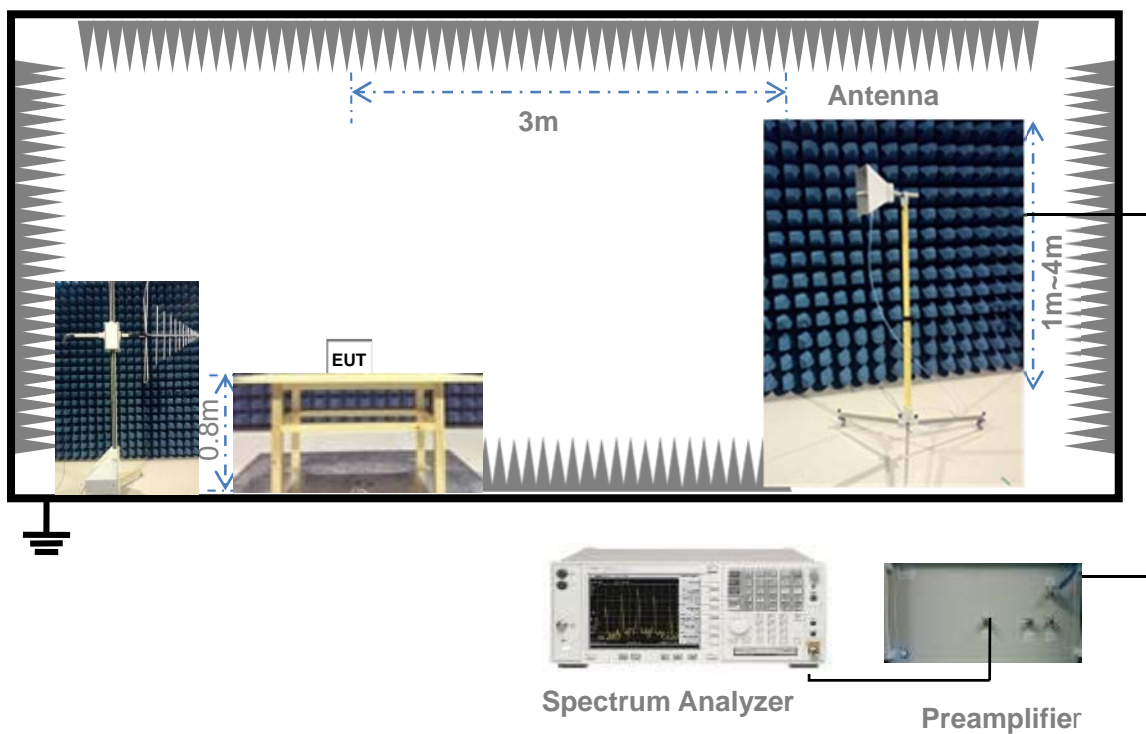 Antenna
3m
1m~4m
EUT
0.8m
Spectrum Analyzer
Preamplifier